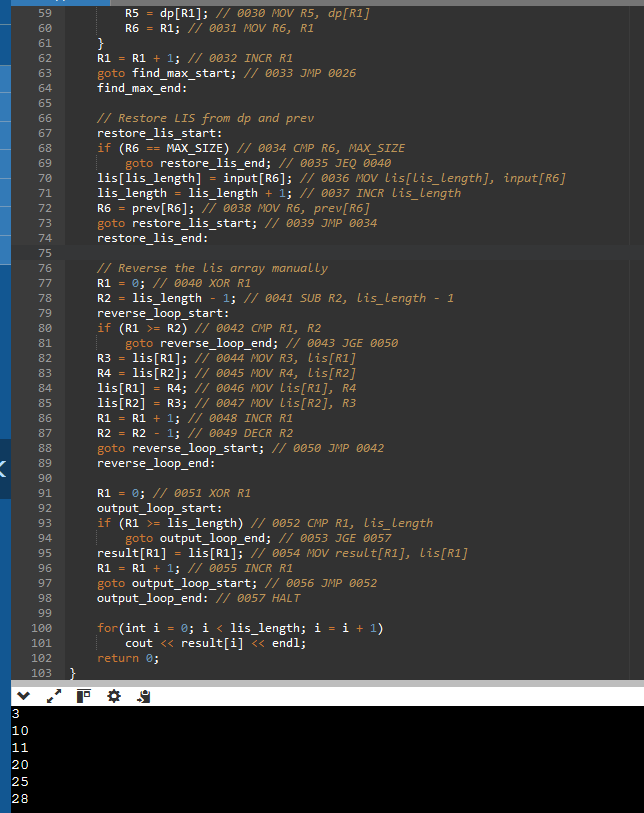 59 R5 = dp[R1]; // 0030 MOV R5, dp[R1]
60 R6 = R1; // 0031 MOV R6, R1
61 }
62 R1 = R1 + 1; // 0032 INCR R1
63 goto find_max_start; // 0033 JMP 0026
64 find_max_end:
65
66 // Restore LIS from dp and prev
67 restore_lis_start:
68 if (R6 == MAX_SIZE) // 0034 CMP R6, MAX_SIZE
69 goto restore_lis_end; // 0035 JEQ 0040
70 lis[lis_length] = input[R6]; // 0036 MOV lis[lis_length], input[R6]
71 lis_length = lis_length + 1; // 0037 INCR lis_length
72 R6 = prev[R6]; // 0038 MOV R6, prev[R6]
73 goto restore_lis_start; // 0039 JMP 0034
74 restore_lis_end:
75
76 // Reverse the lis array manually
77 R1 = 0; // 0040 XOR R1
78 R2 = lis_length - 1; // 0041 SUB R2, lis_length - 1
79 reverse_loop_start:
80 if (R1 >= R2) // 0042 CMP R1, R2
81 goto reverse_loop_end; // 0043 JGE 0050
82 R3 = lis[R1]; // 0044 MOV R3, lis[R1]
83 R4 = lis[R2]; // 0045 MOV R4, lis[R2]
84 lis[R1] = R4; // 0046 MOV lis[R1], R4
85 lis[R2] = R3; // 0047 MOV lis[R2], R3
86 R1 = R1 + 1; // 0048 INCR R1
87 R2 = R2 - 1; // 0049 DECR R2
88 goto reverse_loop_start; // 0050 JMP 0042
89 reverse_loop_end:
90
91 R1 = 0; // 0051 XOR R1
92 output_loop_start:
93 if (R1 >= lis_length) // 0052 CMP R1, lis_length
94 goto output_loop_end; // 0053 JGE 0057
95 result[R1] = lis[R1]; // 0054 MOV result[R1], lis[R1]
96 R1 = R1 + 1; // 0055 INCR R1
97 goto output_loop_start; // 0056 JMP 0052
98 output_loop_end: // 0057 HALT
99
100 for(int i = 0; i < lis_length; i = i + 1)
101 cout << result[i] << endl;
102 return 0;
103 }
3
10
11
20
25
28